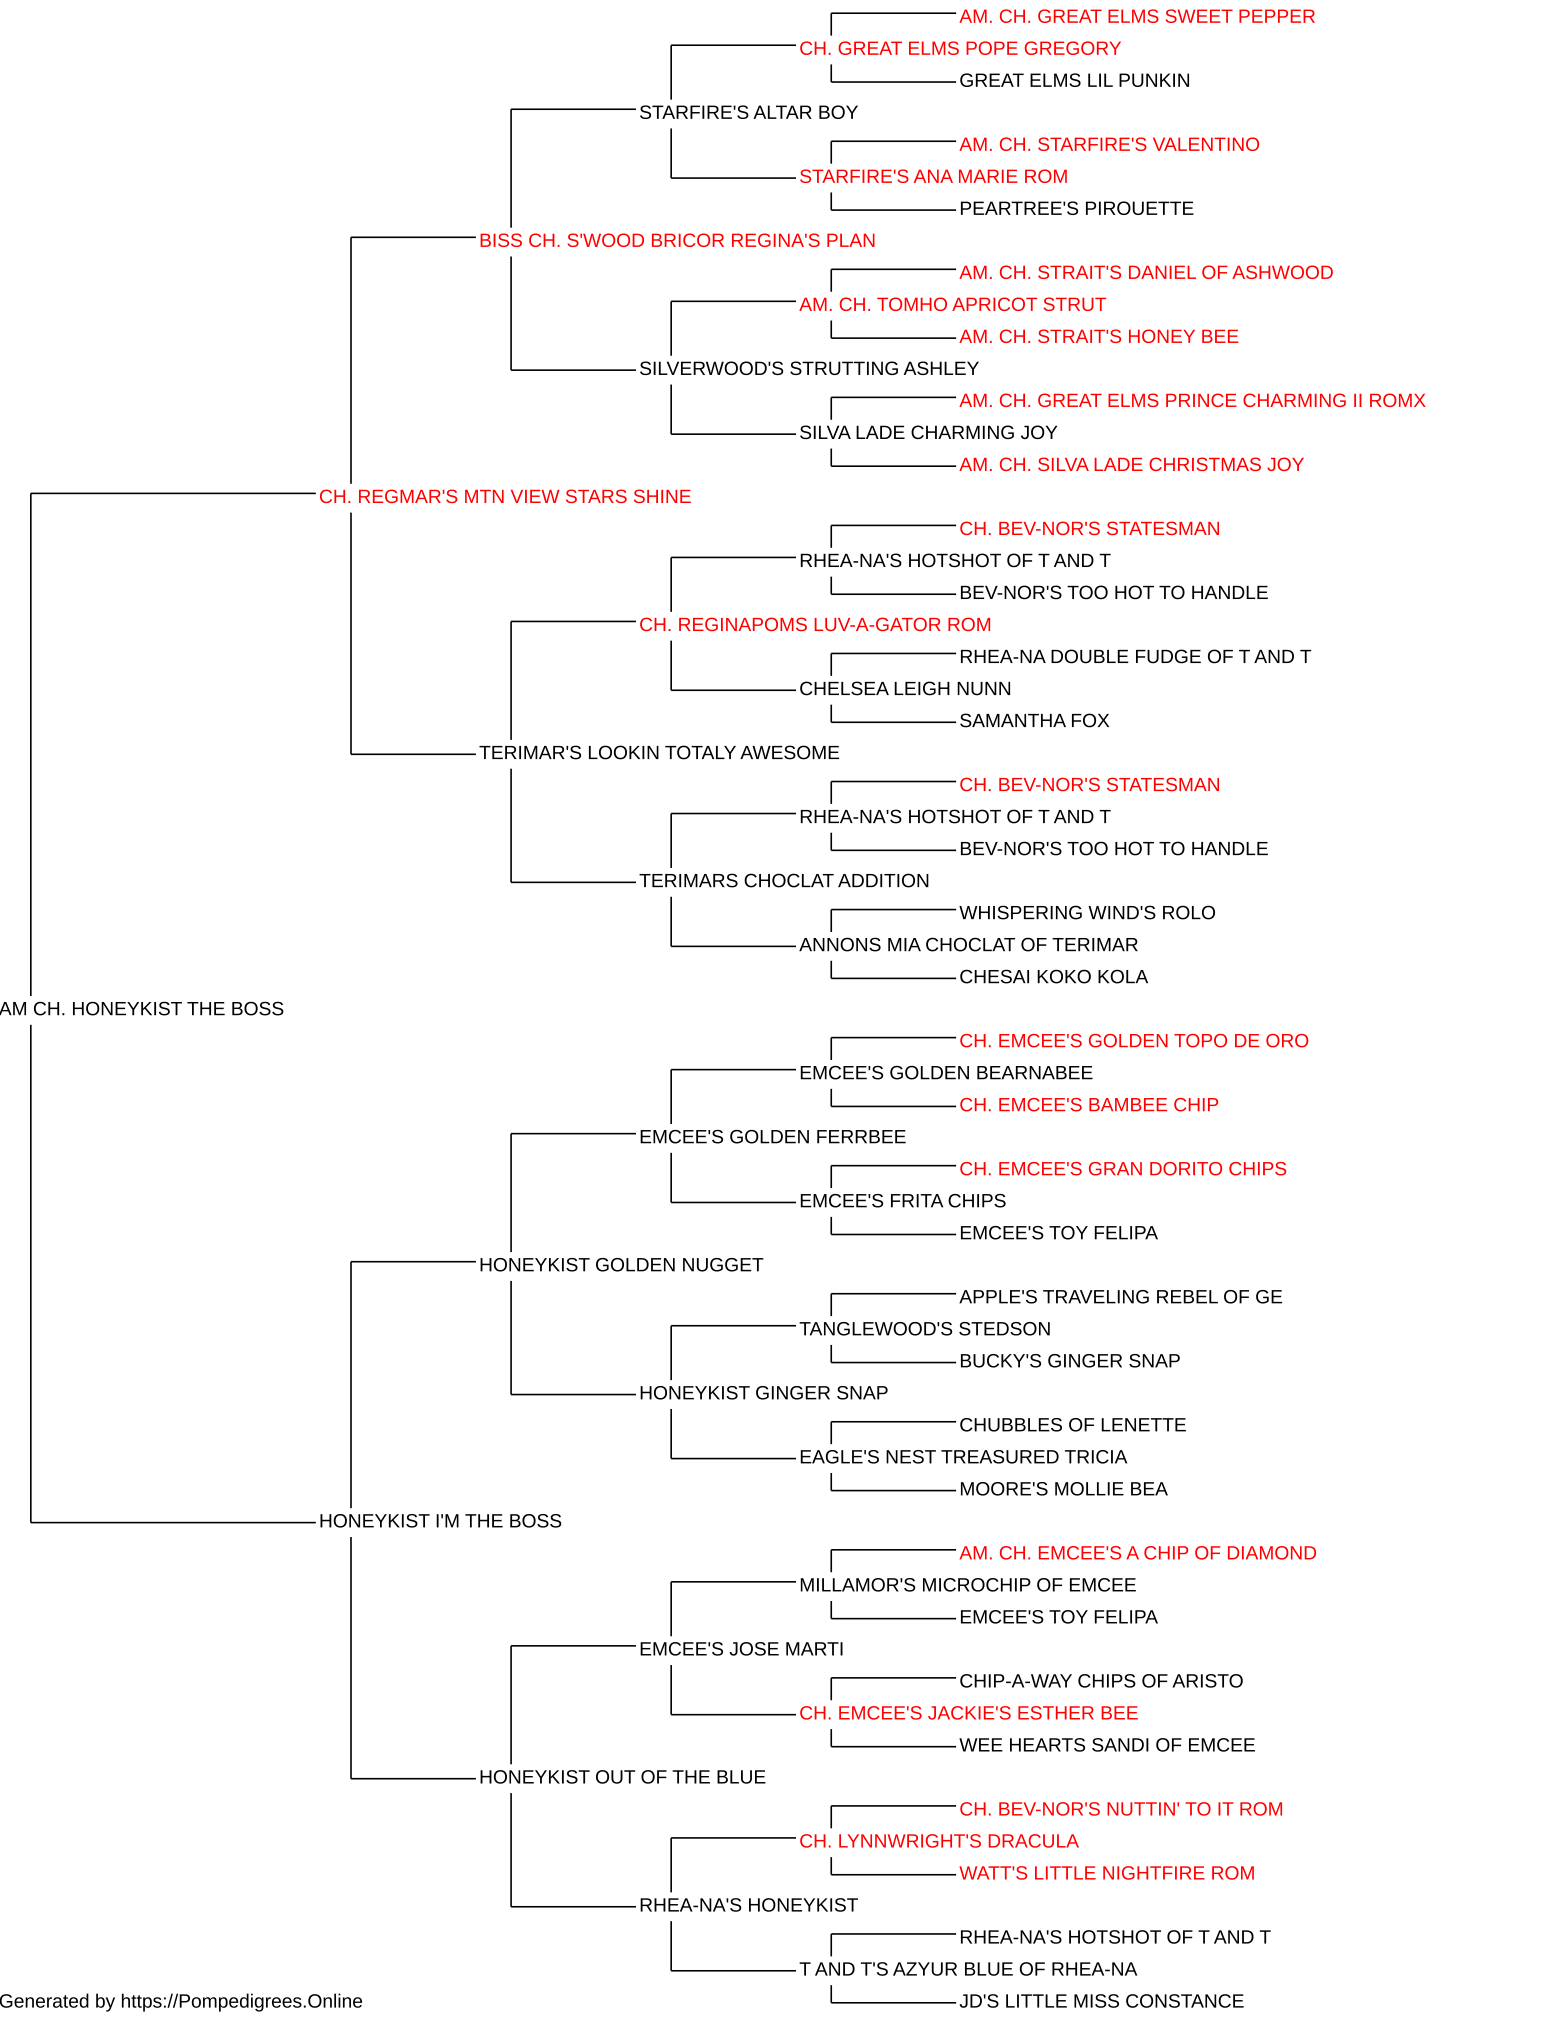 AM. CH. GREAT ELMS SWEET PEPPER
CH. GREAT ELMS POPE GREGORY
GREAT ELMS LIL PUNKIN
STARFIRE'S ALTAR BOY
AM. CH. STARFIRE'S VALENTINO
STARFIRE'S ANA MARIE ROM
PEARTREE'S PIROUETTE
BISS CH. S'WOOD BRICOR REGINA'S PLAN
AM. CH. STRAIT'S DANIEL OF ASHWOOD
AM. CH. TOMHO APRICOT STRUT
AM. CH. STRAIT'S HONEY BEE
SILVERWOOD'S STRUTTING ASHLEY
AM. CH. GREAT ELMS PRINCE CHARMING II ROMX
SILVA LADE CHARMING JOY
AM. CH. SILVA LADE CHRISTMAS JOY
CH. REGMAR'S MTN VIEW STARS SHINE
CH. BEV-NOR'S STATESMAN
RHEA-NA'S HOTSHOT OF T AND T
BEV-NOR'S TOO HOT TO HANDLE
CH. REGINAPOMS LUV-A-GATOR ROM
RHEA-NA DOUBLE FUDGE OF T AND T
CHELSEA LEIGH NUNN
SAMANTHA FOX
TERIMAR'S LOOKIN TOTALY AWESOME
CH. BEV-NOR'S STATESMAN
RHEA-NA'S HOTSHOT OF T AND T
BEV-NOR'S TOO HOT TO HANDLE
TERIMARS CHOCLAT ADDITION
WHISPERING WIND'S ROLO
ANNONS MIA CHOCLAT OF TERIMAR
CHESAI KOKO KOLA
AM CH. HONEYKIST THE BOSS
CH. EMCEE'S GOLDEN TOPO DE ORO
EMCEE'S GOLDEN BEARNABEE
CH. EMCEE'S BAMBEE CHIP
EMCEE'S GOLDEN FERRBEE
CH. EMCEE'S GRAN DORITO CHIPS
EMCEE'S FRITA CHIPS
EMCEE'S TOY FELIPA
HONEYKIST GOLDEN NUGGET
APPLE'S TRAVELING REBEL OF GE
TANGLEWOOD'S STEDSON
BUCKY'S GINGER SNAP
HONEYKIST GINGER SNAP
CHUBBLES OF LENETTE
EAGLE'S NEST TREASURED TRICIA
MOORE'S MOLLIE BEA
HONEYKIST I'M THE BOSS
AM. CH. EMCEE'S A CHIP OF DIAMOND
MILLAMOR'S MICROCHIP OF EMCEE
EMCEE'S TOY FELIPA
EMCEE'S JOSE MARTI
CHIP-A-WAY CHIPS OF ARISTO
CH. EMCEE'S JACKIE'S ESTHER BEE
WEE HEARTS SANDI OF EMCEE
HONEYKIST OUT OF THE BLUE
CH. BEV-NOR'S NUTTIN' TO IT ROM
CH. LYNNWRIGHT'S DRACULA
WATT'S LITTLE NIGHTFIRE ROM
RHEA-NA'S HONEYKIST
RHEA-NA'S HOTSHOT OF T AND T
T AND T'S AZYUR BLUE OF RHEA-NA
JD'S LITTLE MISS CONSTANCE
Generated by https://Pompedigrees.Online